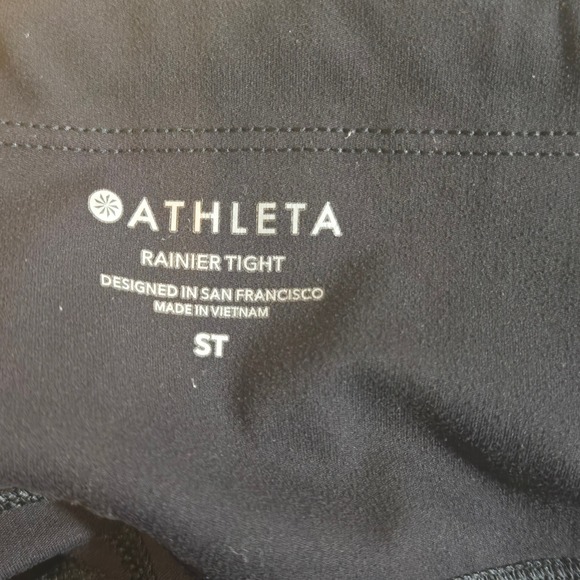 ATHLETA
RAINIER TIGHT
DESIGNED IN SAN FRANCISCO
MADE IN VIETNAM
ST